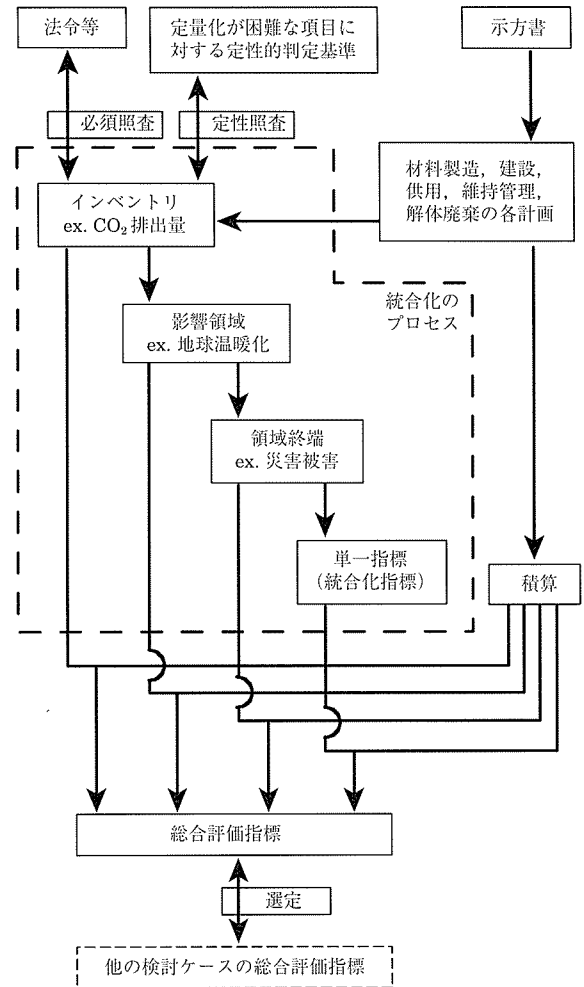 法令等
定量化が困難な項目に
対する定性的判定基準
示方書
必須照査
定性照査
インベントリ
ex. CO₂排出量
材料製造，建設，
供用，維持管理，
解体廃棄の各計画
統合化の
プロセス
影響領域
ex. 地球温暖化
領域終端
ex. 災害被害
単一指標
（統合化指標）
積算
総合評価指標
選定
他の検討ケースの総合評価指標